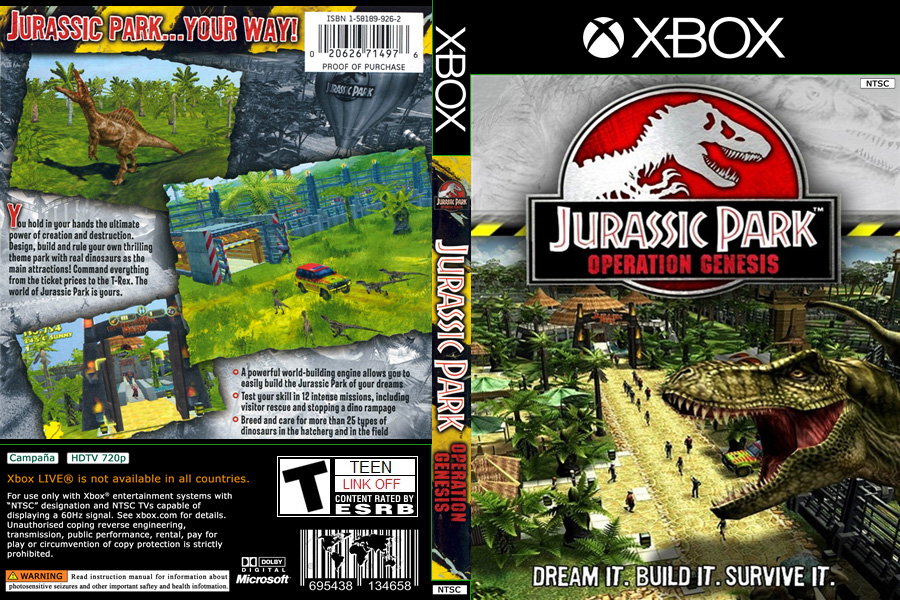 JURASSIC PARK...YOUR WAY!
ISBN 1-58189-926-2
0 20626 71497 6
PROOF OF PURCHASE
JURASSIC PARK
You hold in your hands the ultimate
power of creation and destruction.
Design, build and rule your own thrilling
theme park with real dinosaurs as the
main attractions! Command everything
from the ticket prices to the T-Rex. The
world of Jurassic Park is yours.
A powerful world-building engine allows you to
easily build the Jurassic Park of your dreams
Test your skill in 12 intense missions, including
visitor rescue and stopping a dino rampage
Breed and care for more than 25 types of
dinosaurs in the hatchery and in the field
Campaña HDTV 720p
Xbox LIVE® is not available in all countries.
For use only with Xbox® entertainment systems with
“NTSC” designation and NTSC TVs capable of
displaying a 60Hz signal. See xbox.com for details.
Unauthorised coping reverse engineering,
transmission, public performance, rental, pay for
play or circumvention of copy protection is strictly
prohibited.
WARNING Read instruction manual for information about
photosensitive seizures and other important saftey and health infotmation.
T
TEEN
LINK OFF
CONTENT RATED BY
ESRB
DOLBY
DIGITAL
Microsoft
695438 134658
XBOX
JURASSIC PARK
JURASSIC PARK
OPERATION
GENESIS
NTSC
XBOX
NTSC
JURASSIC PARK™
OPERATION GENESIS
DREAM IT. BUILD IT. SURVIVE IT.